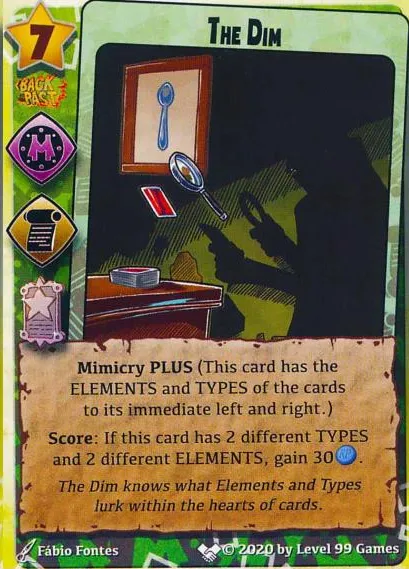 THE DIM
7
BACK
PAST
M
Mimicry PLUS (This card has the
ELEMENTS and TYPES of the cards
to its immediate left and right.)
Score: If this card has 2 different TYPES
and 2 different ELEMENTS, gain 30
The Dim knows what Elements and Types
lurk within the hearts of cards.
Fábio Fontes
© 2020 by Level 99 Games